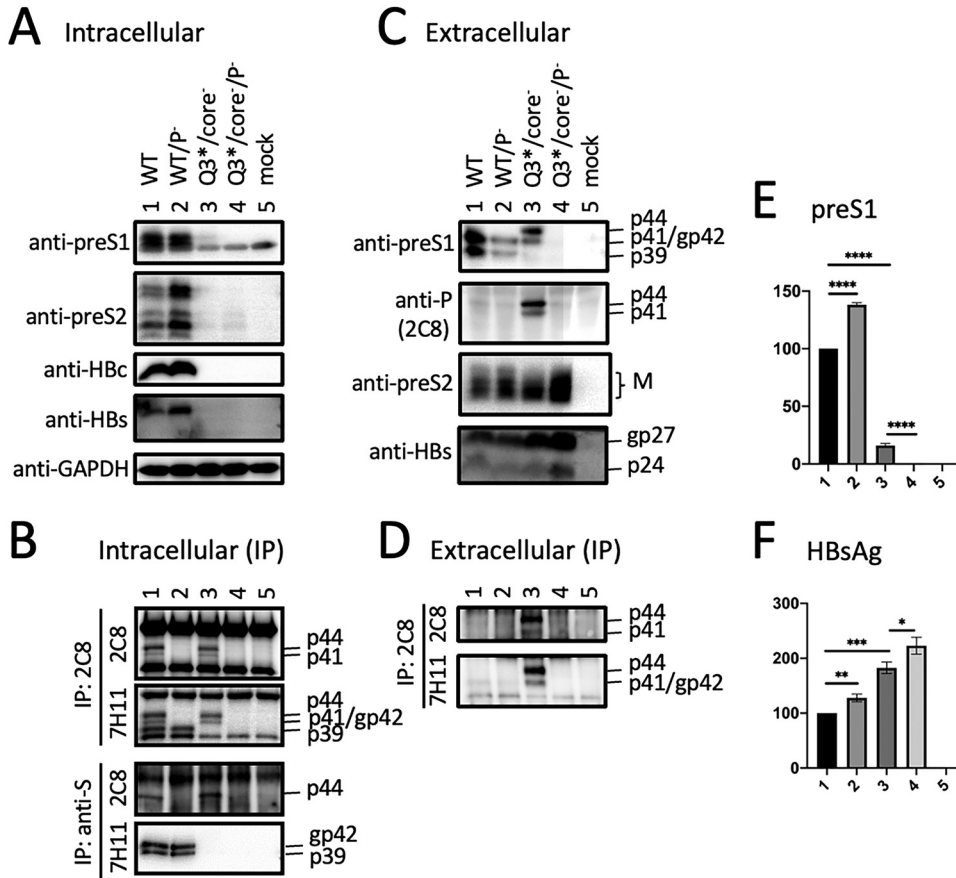 A Intracellular
WT
WT/P-
Q3*/core-
Q3*/core-/P-
mock
1 2 3 4 5
anti-preS1
anti-preS2
anti-HBc
anti-HBs
anti-GAPDH
B Intracellular (IP)
1 2 3 4 5
IP: 2C8
2C8
p44
p41
7H11
p44
p41/gp42
p39
IP: anti-S
2C8
p44
7H11
gp42
p39
C Extracellular
WT
WT/P-
Q3*/core-
Q3*/core-/P-
mock
1 2 3 4 5
anti-preS1
p44
p41/gp42
p39
anti-P
(2C8)
p44
p41
anti-preS2
M
anti-HBs
gp27
p24
D Extracellular (IP)
1 2 3 4 5
IP: 2C8
2C8
p44
p41
7H11
p44
p41/gp42
E preS1
****
****
****
150
100
50
0
1 2 3 4 5
F HBsAg
***
**
*
300
200
100
0
1 2 3 4 5